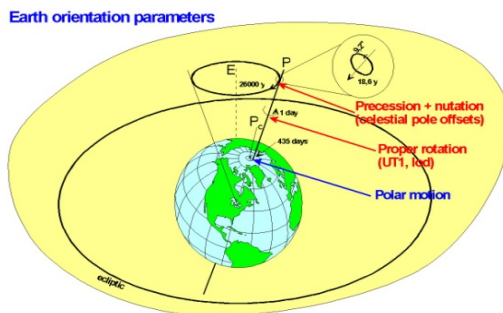 Earth orientation parameters
E
P
26000 y
9,2"
18,6 y
Precession + nutation
(selestial pole offsets)
1 day
Pc
Proper rotation
(UT1, lod)
435 days
Polar motion
ecliptic